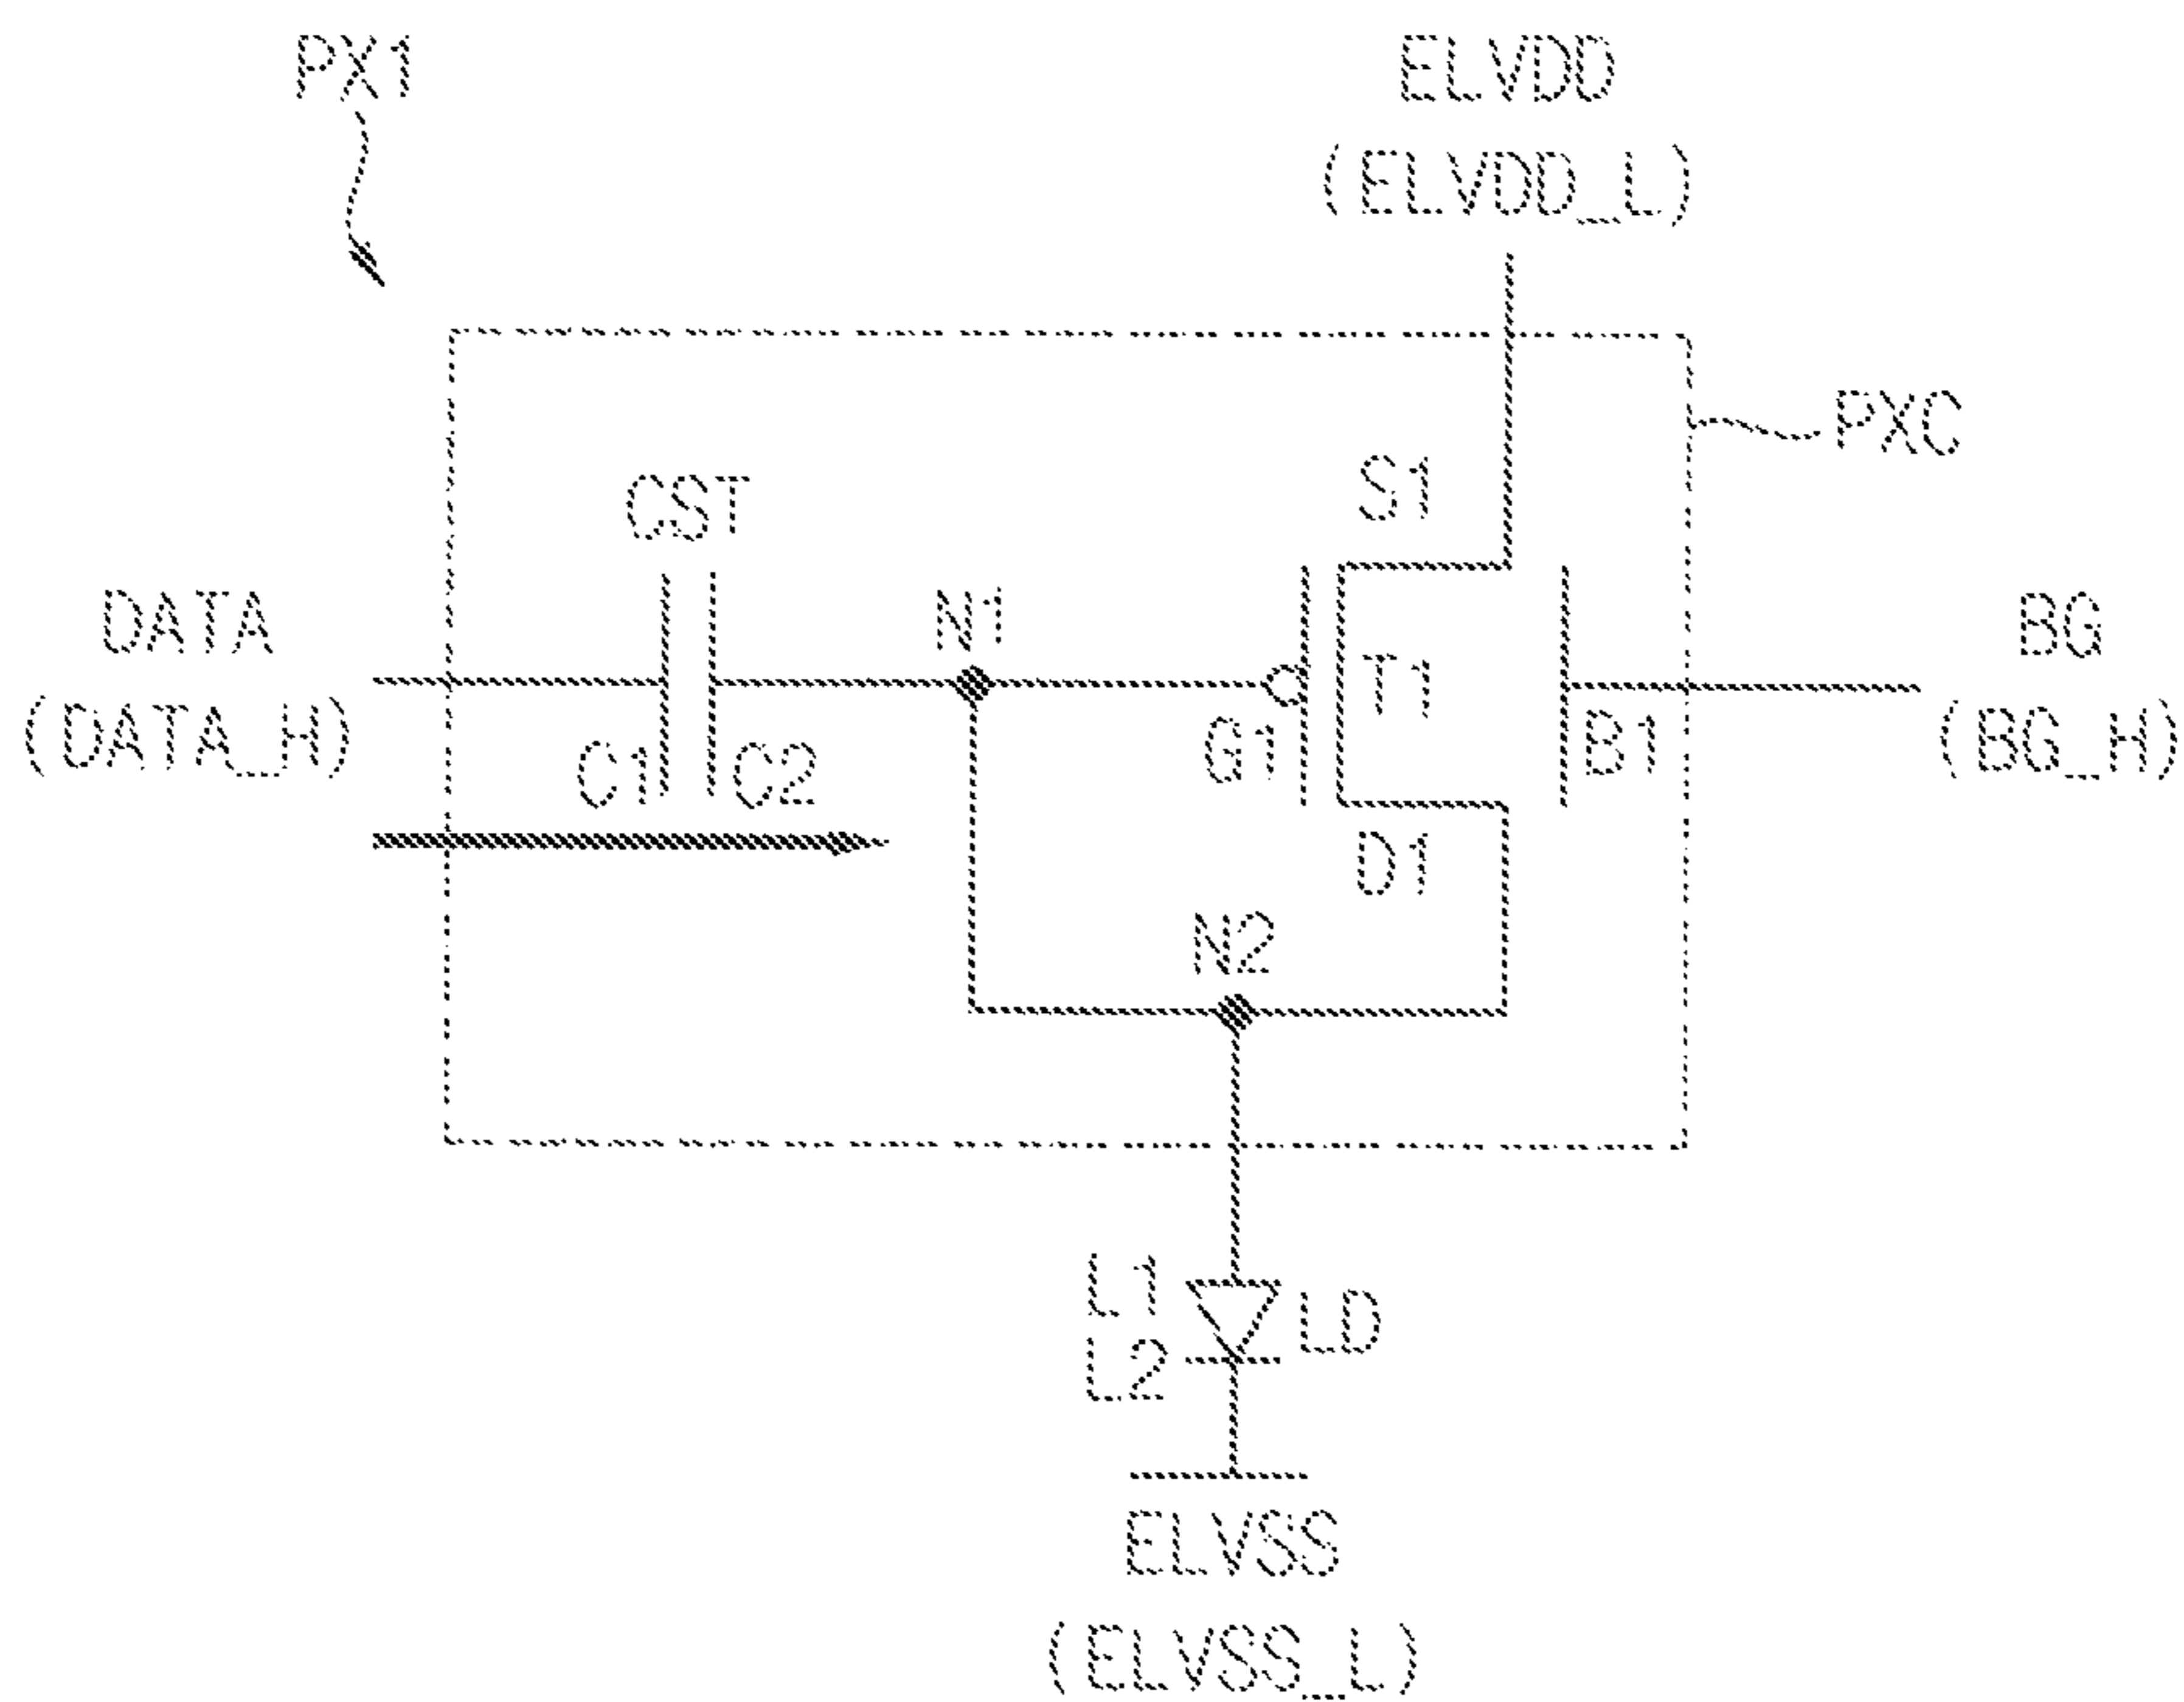 PX1
ELVDD
(ELVDD_L)
PXC
S1
CST
DATA
(DATA_H)
N1
T1
G1
BG
(BG_H)
B1
C1
C2
D1
N2
L1
L2
LD
ELVSS
(ELVSS_L)